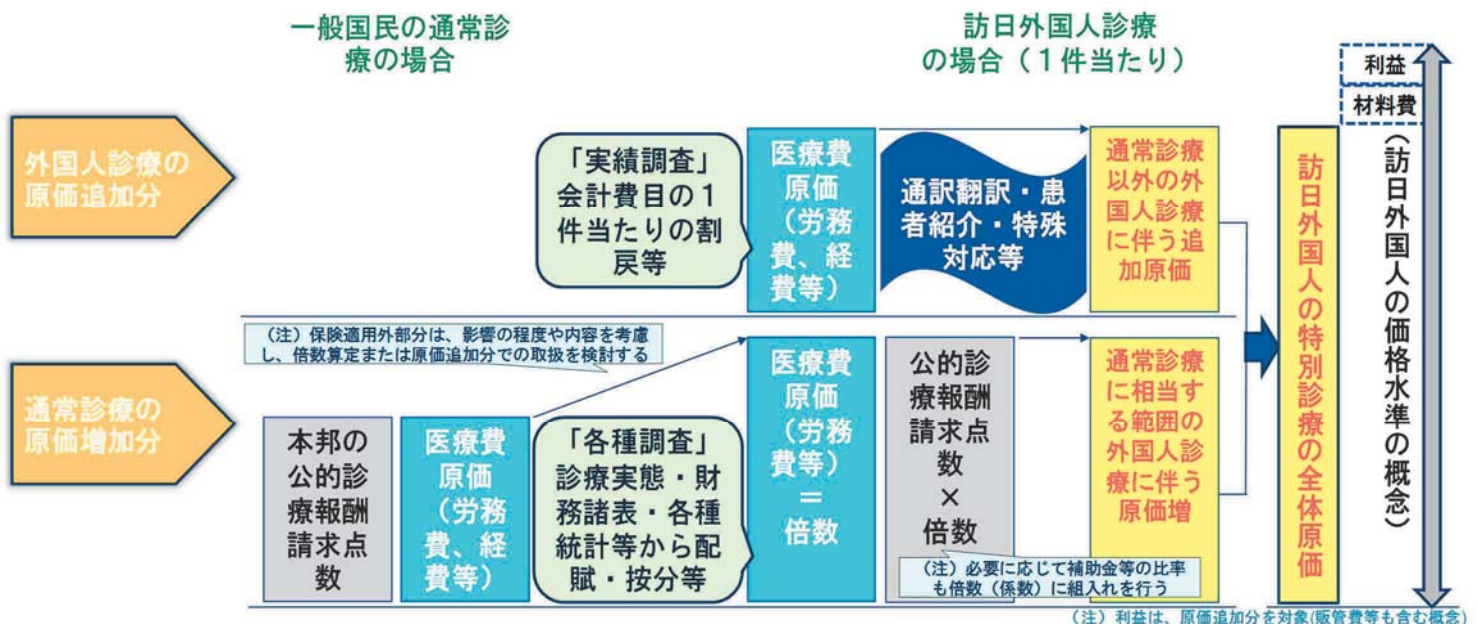 一般国民の通常診
療の場合
訪日外国人診療
の場合（１件当たり）
利益
材料費
（訪日外国人の価格水準の概念）
外国人診療の
原価追加分
「実績調査」
会計費目の１
件当たりの割
戻等
医療費
原価
（労務
費、経
費等）
通訳翻訳・患
者紹介・特殊
対応等
通常診療
以外の外
国人診療
に伴う追
加原価
訪日外国人の特別診療の全体原価
（注）保険適用外部分は、影響の程度や内容を考慮
し、倍数算定または原価追加分での取扱を検討する
通常診療の
原価増加分
本邦の
公的診
療報酬
請求点
数
医療費
原価
（労務
費、経
費等）
「各種調査」
診療実態・財
務諸表・各種
統計等から配
賦・按分等
医療費
原価
（労務
費等）
＝
倍数
公的診
療報酬
請求点
数
×
倍数
（注）必要に応じて補助金等の比率
も倍数（係数）に組入れを行う
通常診療
に相当す
る範囲の
外国人診
療に伴う
原価増
（注）利益は、原価追加分を対象(販管費等も含む概念)